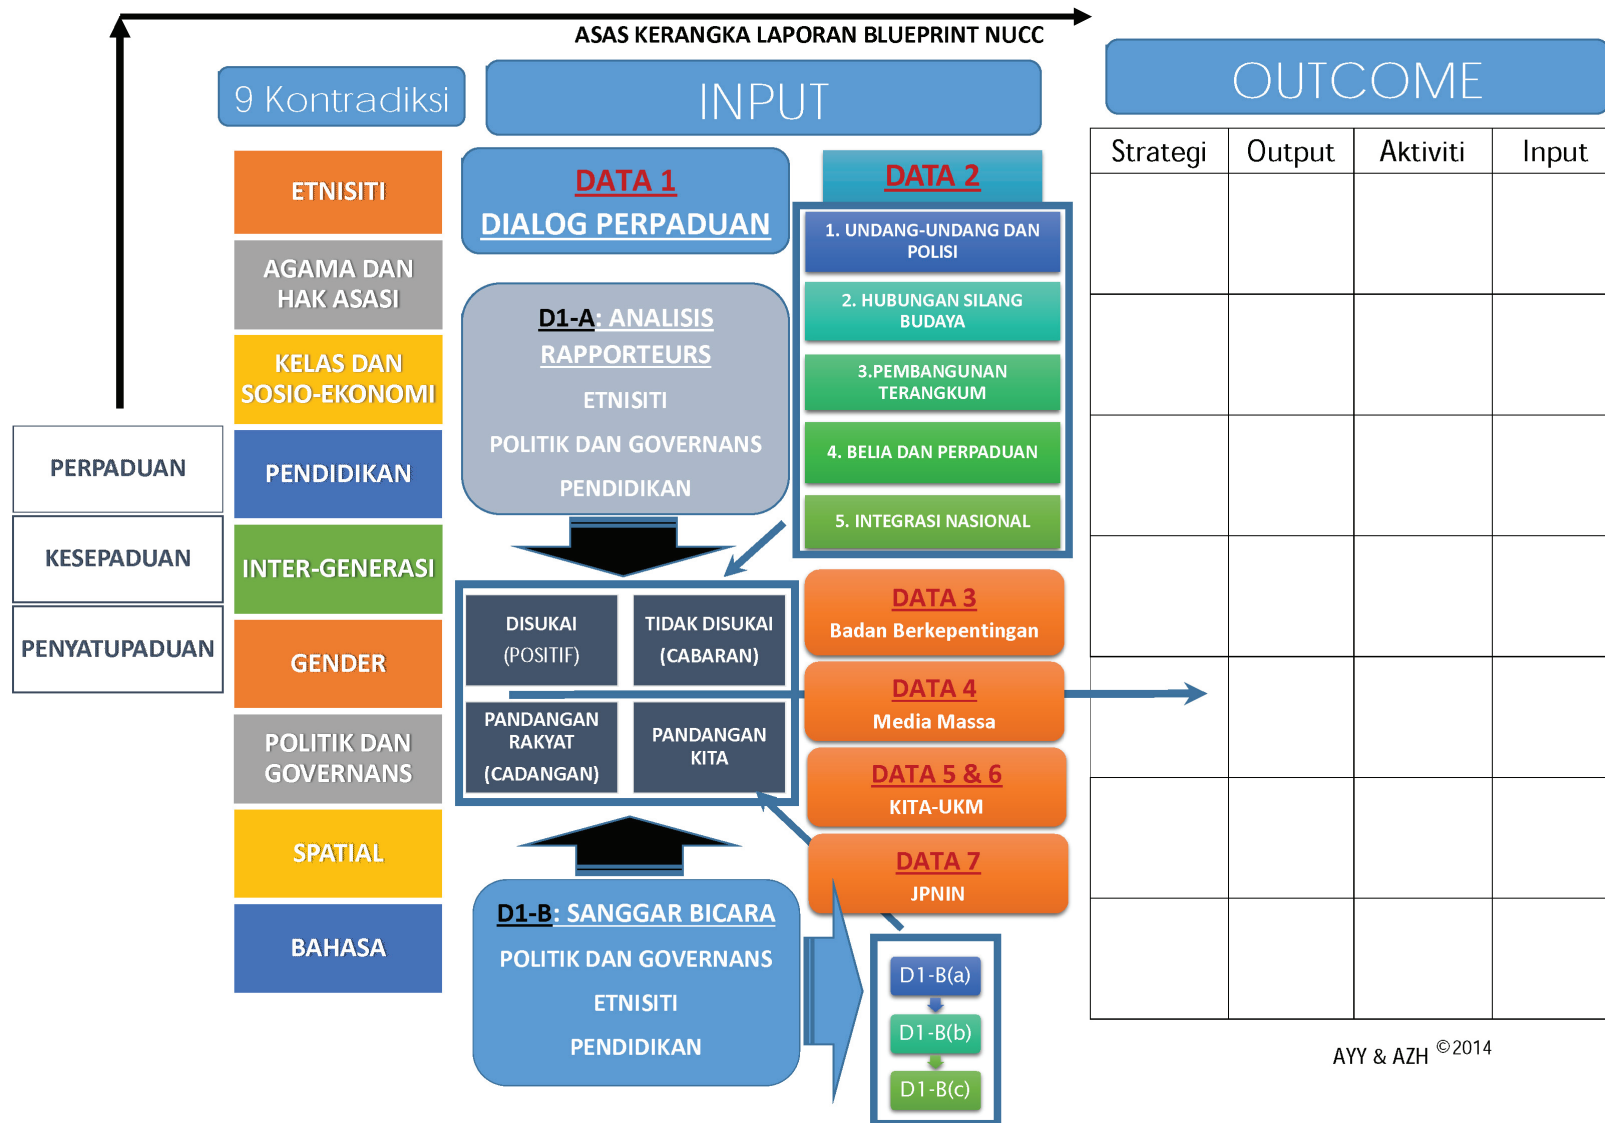 ASAS KERANGKA LAPORAN BLUEPRINT NUCC
9 Kontradiksi
INPUT
OUTCOME
PERPADUAN
KESEPADUAN
PENYATUPADUAN
ETNISITI
AGAMA DAN
HAK ASASI
KELAS DAN
SOSIO-EKONOMI
PENDIDIKAN
INTER-GENERASI
GENDER
POLITIK DAN
GOVERNANS
SPATIAL
BAHASA
DATA 1
DIALOG PERPADUAN
D1-A: ANALISIS
RAPPORTEURS
ETNISITI
POLITIK DAN GOVERNANS
PENDIDIKAN
DISUKAI
(POSITIF)
TIDAK DISUKAI
(CABARAN)
PANDANGAN
RAKYAT
(CADANGAN)
PANDANGAN
KITA
D1-B: SANGGAR BICARA
POLITIK DAN GOVERNANS
ETNISITI
PENDIDIKAN
DATA 2
1. UNDANG-UNDANG DAN
POLISI
2. HUBUNGAN SILANG
BUDAYA
3.PEMBANGUNAN
TERANGKUM
4. BELIA DAN PERPADUAN
5. INTEGRASI NASIONAL
DATA 3
Badan Berkepentingan
DATA 4
Media Massa
DATA 5 & 6
KITA-UKM
DATA 7
JPNIN
D1-B(a)
D1-B(b)
D1-B(c)
Strategi Output Aktiviti Input
AYY & AZH ©2014